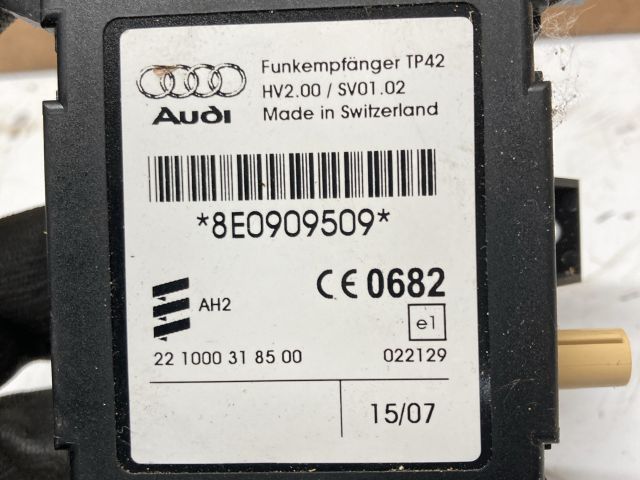 Funkempfänger TP42
HV2.00 / SV01.02
Audi
Made in Switzerland
*8E0909509*
CE 0682
AH2
e1
22 1000 31 85 00
022129
15/07